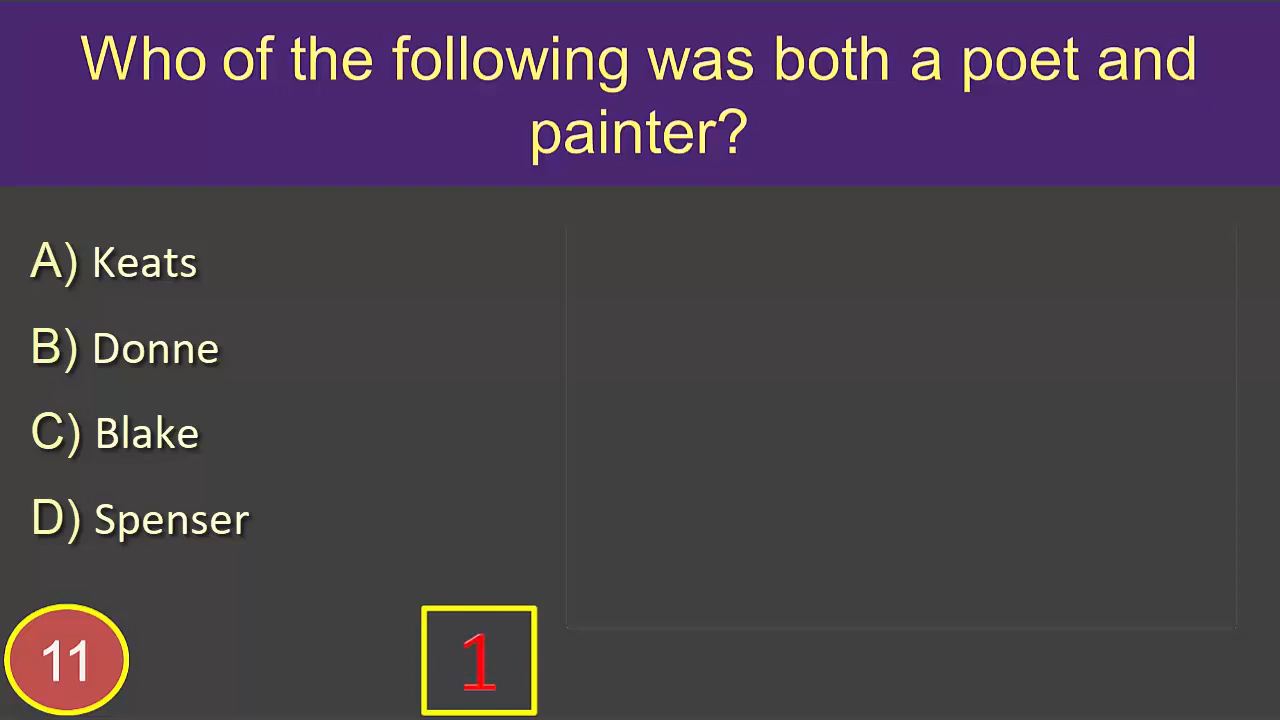 Who of the following was both a poet and
painter?
A) Keats
B) Donne
C) Blake
D) Spenser
11
1